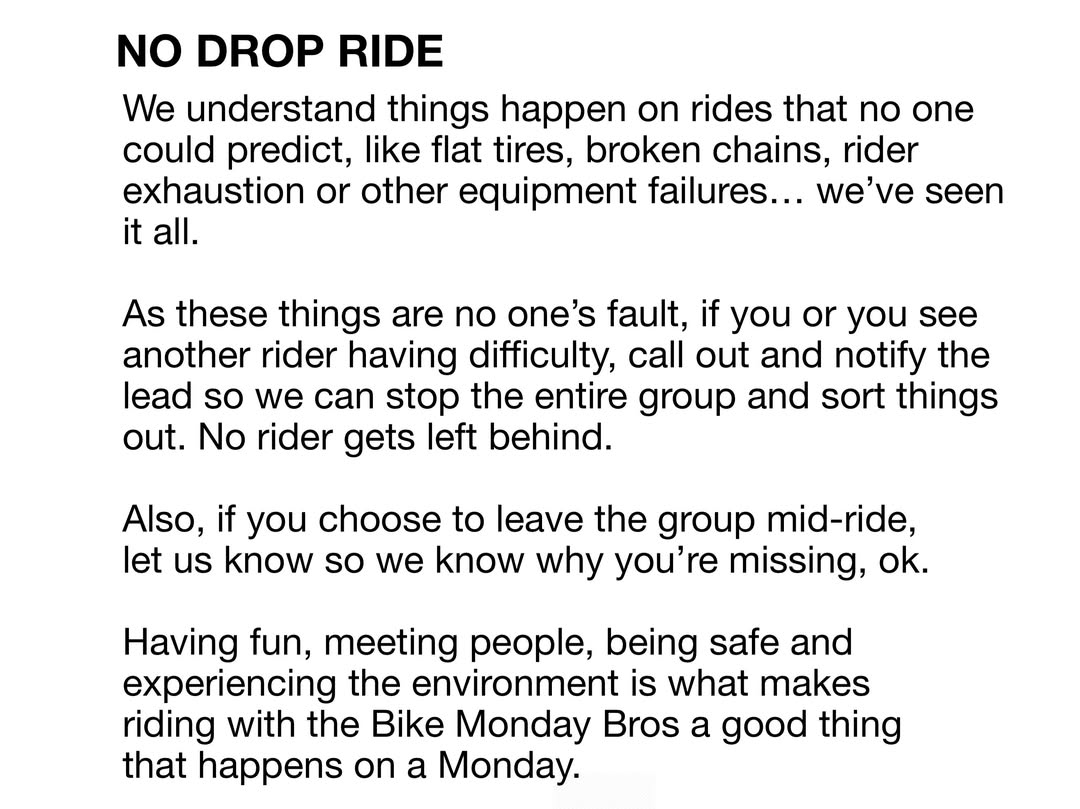 NO DROP RIDE
We understand things happen on rides that no one
could predict, like flat tires, broken chains, rider
exhaustion or other equipment failures… we’ve seen
it all.
As these things are no one’s fault, if you or you see
another rider having difficulty, call out and notify the
lead so we can stop the entire group and sort things
out. No rider gets left behind.
Also, if you choose to leave the group mid-ride,
let us know so we know why you’re missing, ok.
Having fun, meeting people, being safe and
experiencing the environment is what makes
riding with the Bike Monday Bros a good thing
that happens on a Monday.